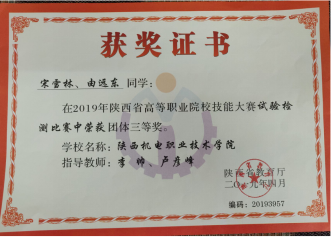 获奖证书
宋雪林、由远东 同学：
在2019年陕西省高等职业院校技能大赛试验检
测比赛中荣获团体三等奖。
学校名称：陕西机电职业技术学院
指导教师：李帅、卢彦峰
陕西省教育厅
二〇一九年四月
编码：20193957